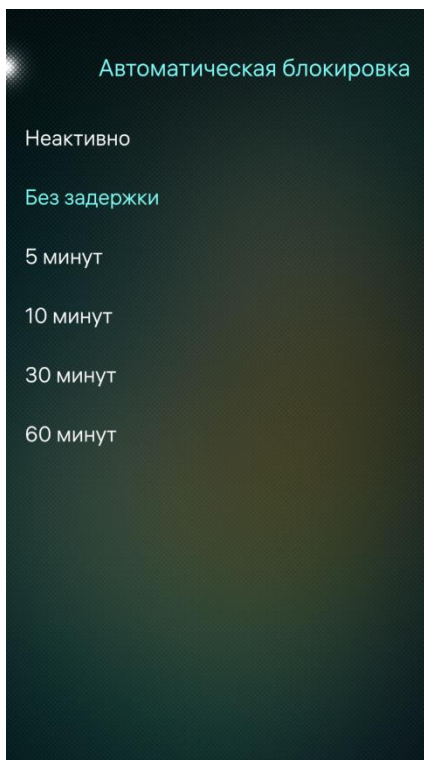 Автоматическая блокировка
Неактивно
Без задержки
5 минут
10 минут
30 минут
60 минут